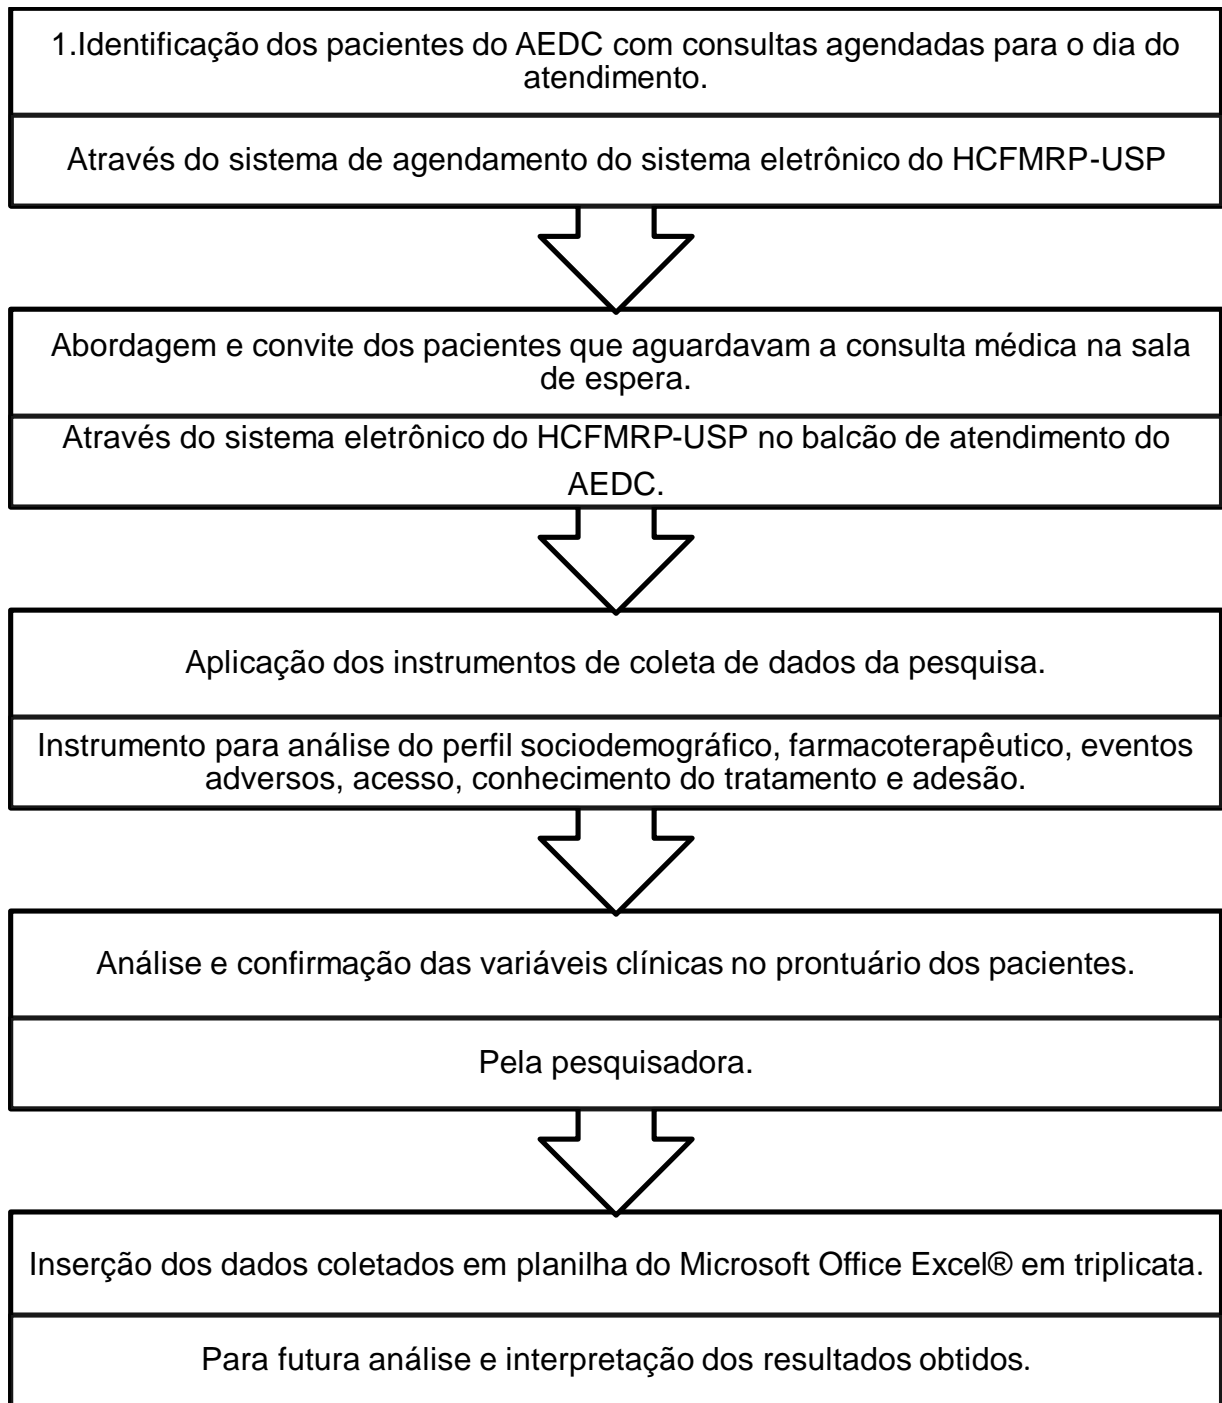 1.Identificação dos pacientes do AEDC com consultas agendadas para o dia do
atendimento.
Através do sistema de agendamento do sistema eletrônico do HCFMRP-USP
Abordagem e convite dos pacientes que aguardavam a consulta médica na sala
de espera.
Através do sistema eletrônico do HCFMRP-USP no balcão de atendimento do
AEDC.
Aplicação dos instrumentos de coleta de dados da pesquisa.
Instrumento para análise do perfil sociodemográfico, farmacoterapêutico, eventos
adversos, acesso, conhecimento do tratamento e adesão.
Análise e confirmação das variáveis clínicas no prontuário dos pacientes.
Pela pesquisadora.
Inserção dos dados coletados em planilha do Microsoft Office Excel® em triplicata.
Para futura análise e interpretação dos resultados obtidos.